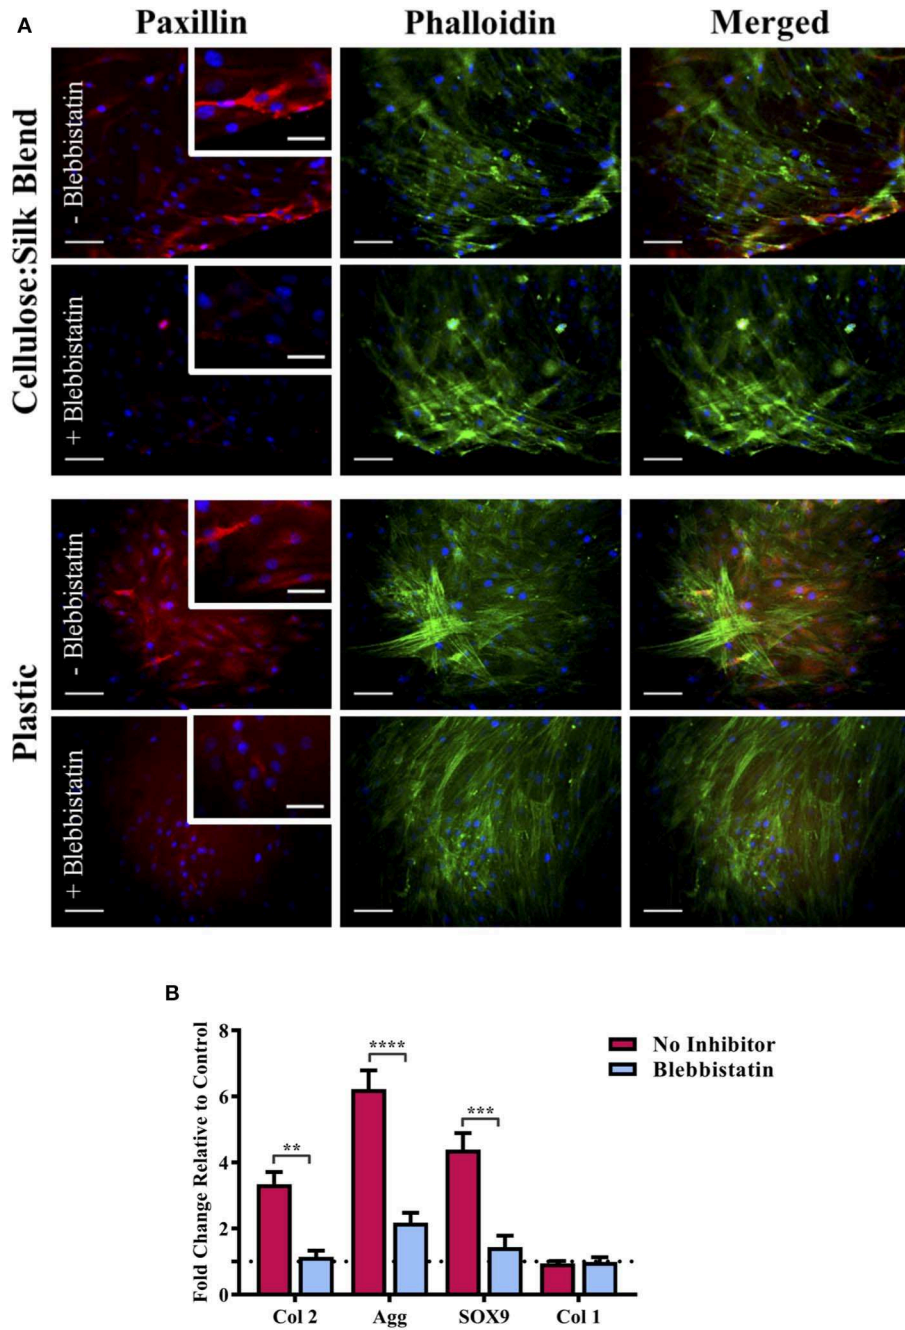 A
Paxillin Phalloidin Merged
Cellulose:Silk Blend
- Blebbistatin
+ Blebbistatin
Plastic
- Blebbistatin
+ Blebbistatin
B
Fold Change Relative to Control
8
6
4
2
0
**
****
***
No Inhibitor
Blebbistatin
Col 2 Agg SOX9 Col 1